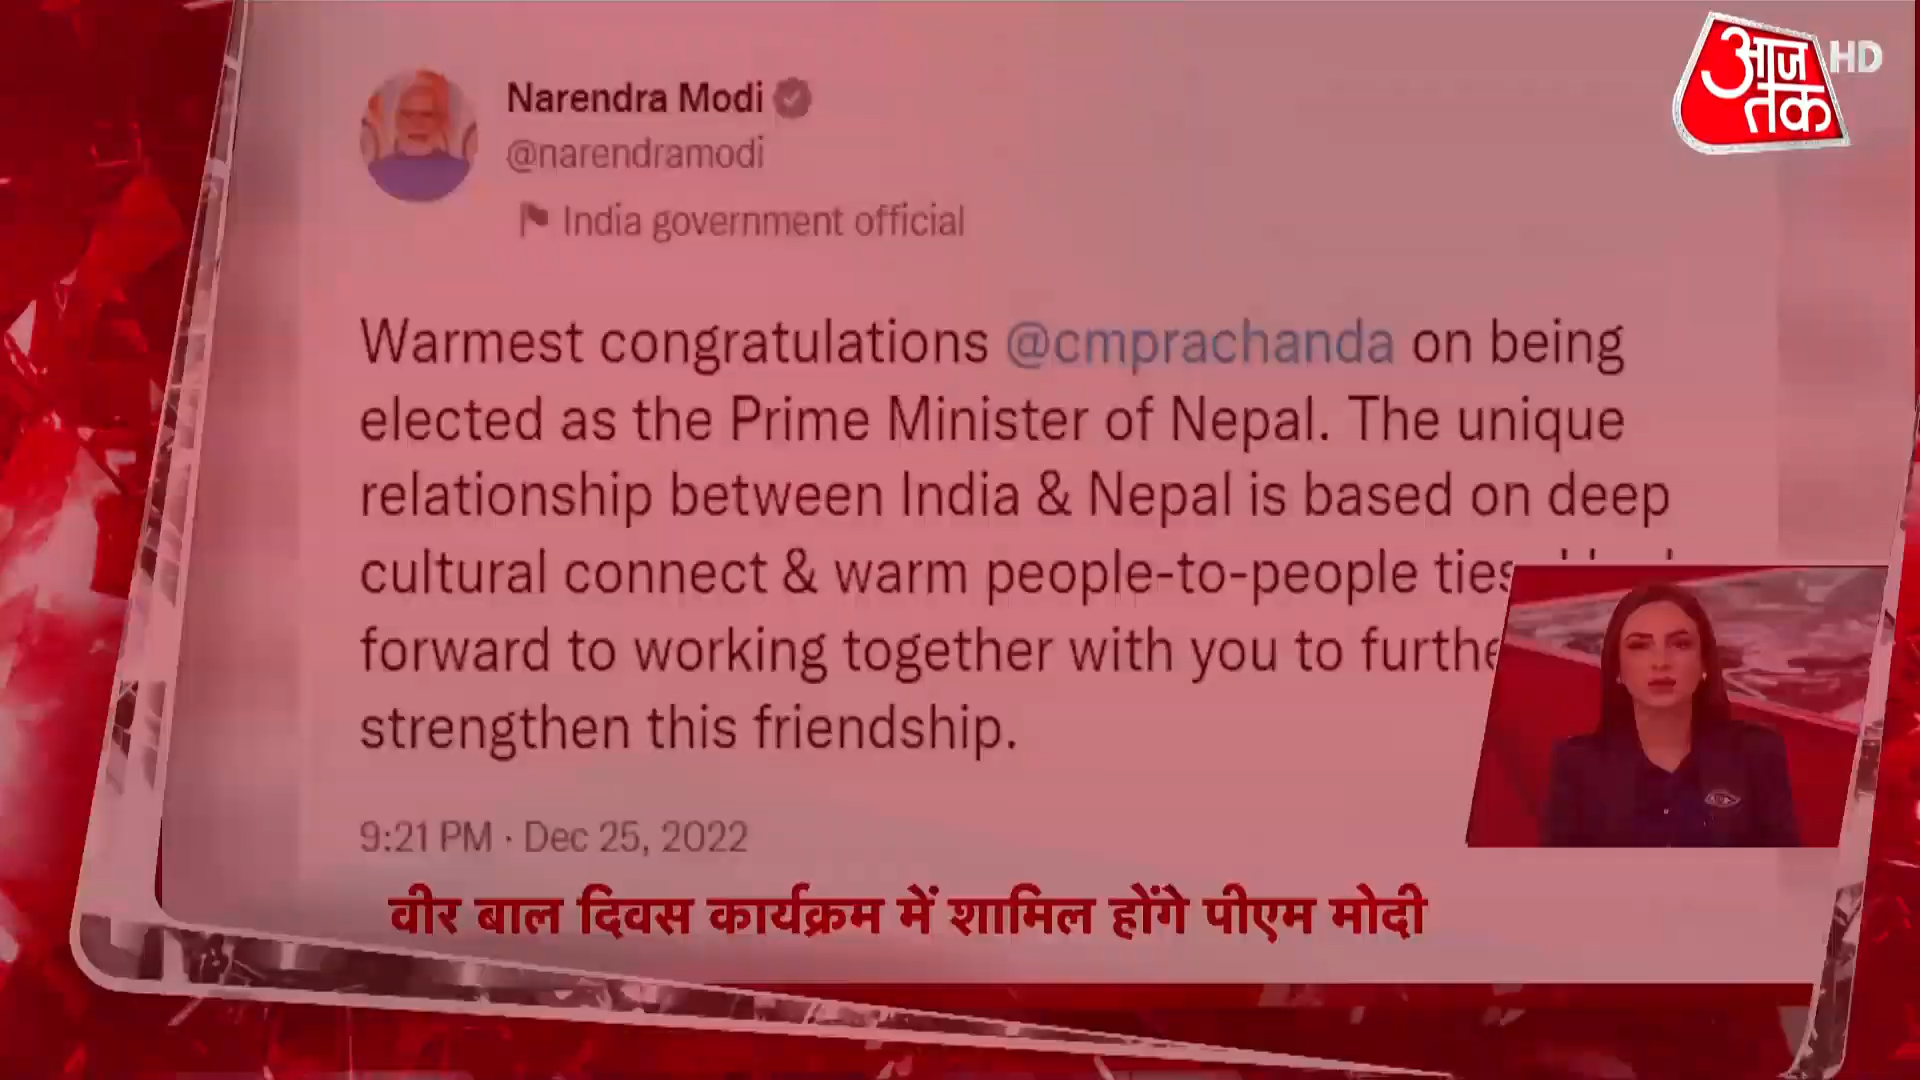 आज तक HD
Narendra Modi
@narendramodi
India government official
Warmest congratulations @cmprachanda on being
elected as the Prime Minister of Nepal. The unique
relationship between India & Nepal is based on deep
cultural connect & warm people-to-people ties
forward to working together with you to
strengthen this friendship.
9:21 PM · Dec 25, 2022
वीर बाल दिवस कार्यक्रम में शामिल होंगे पीएम मोदी